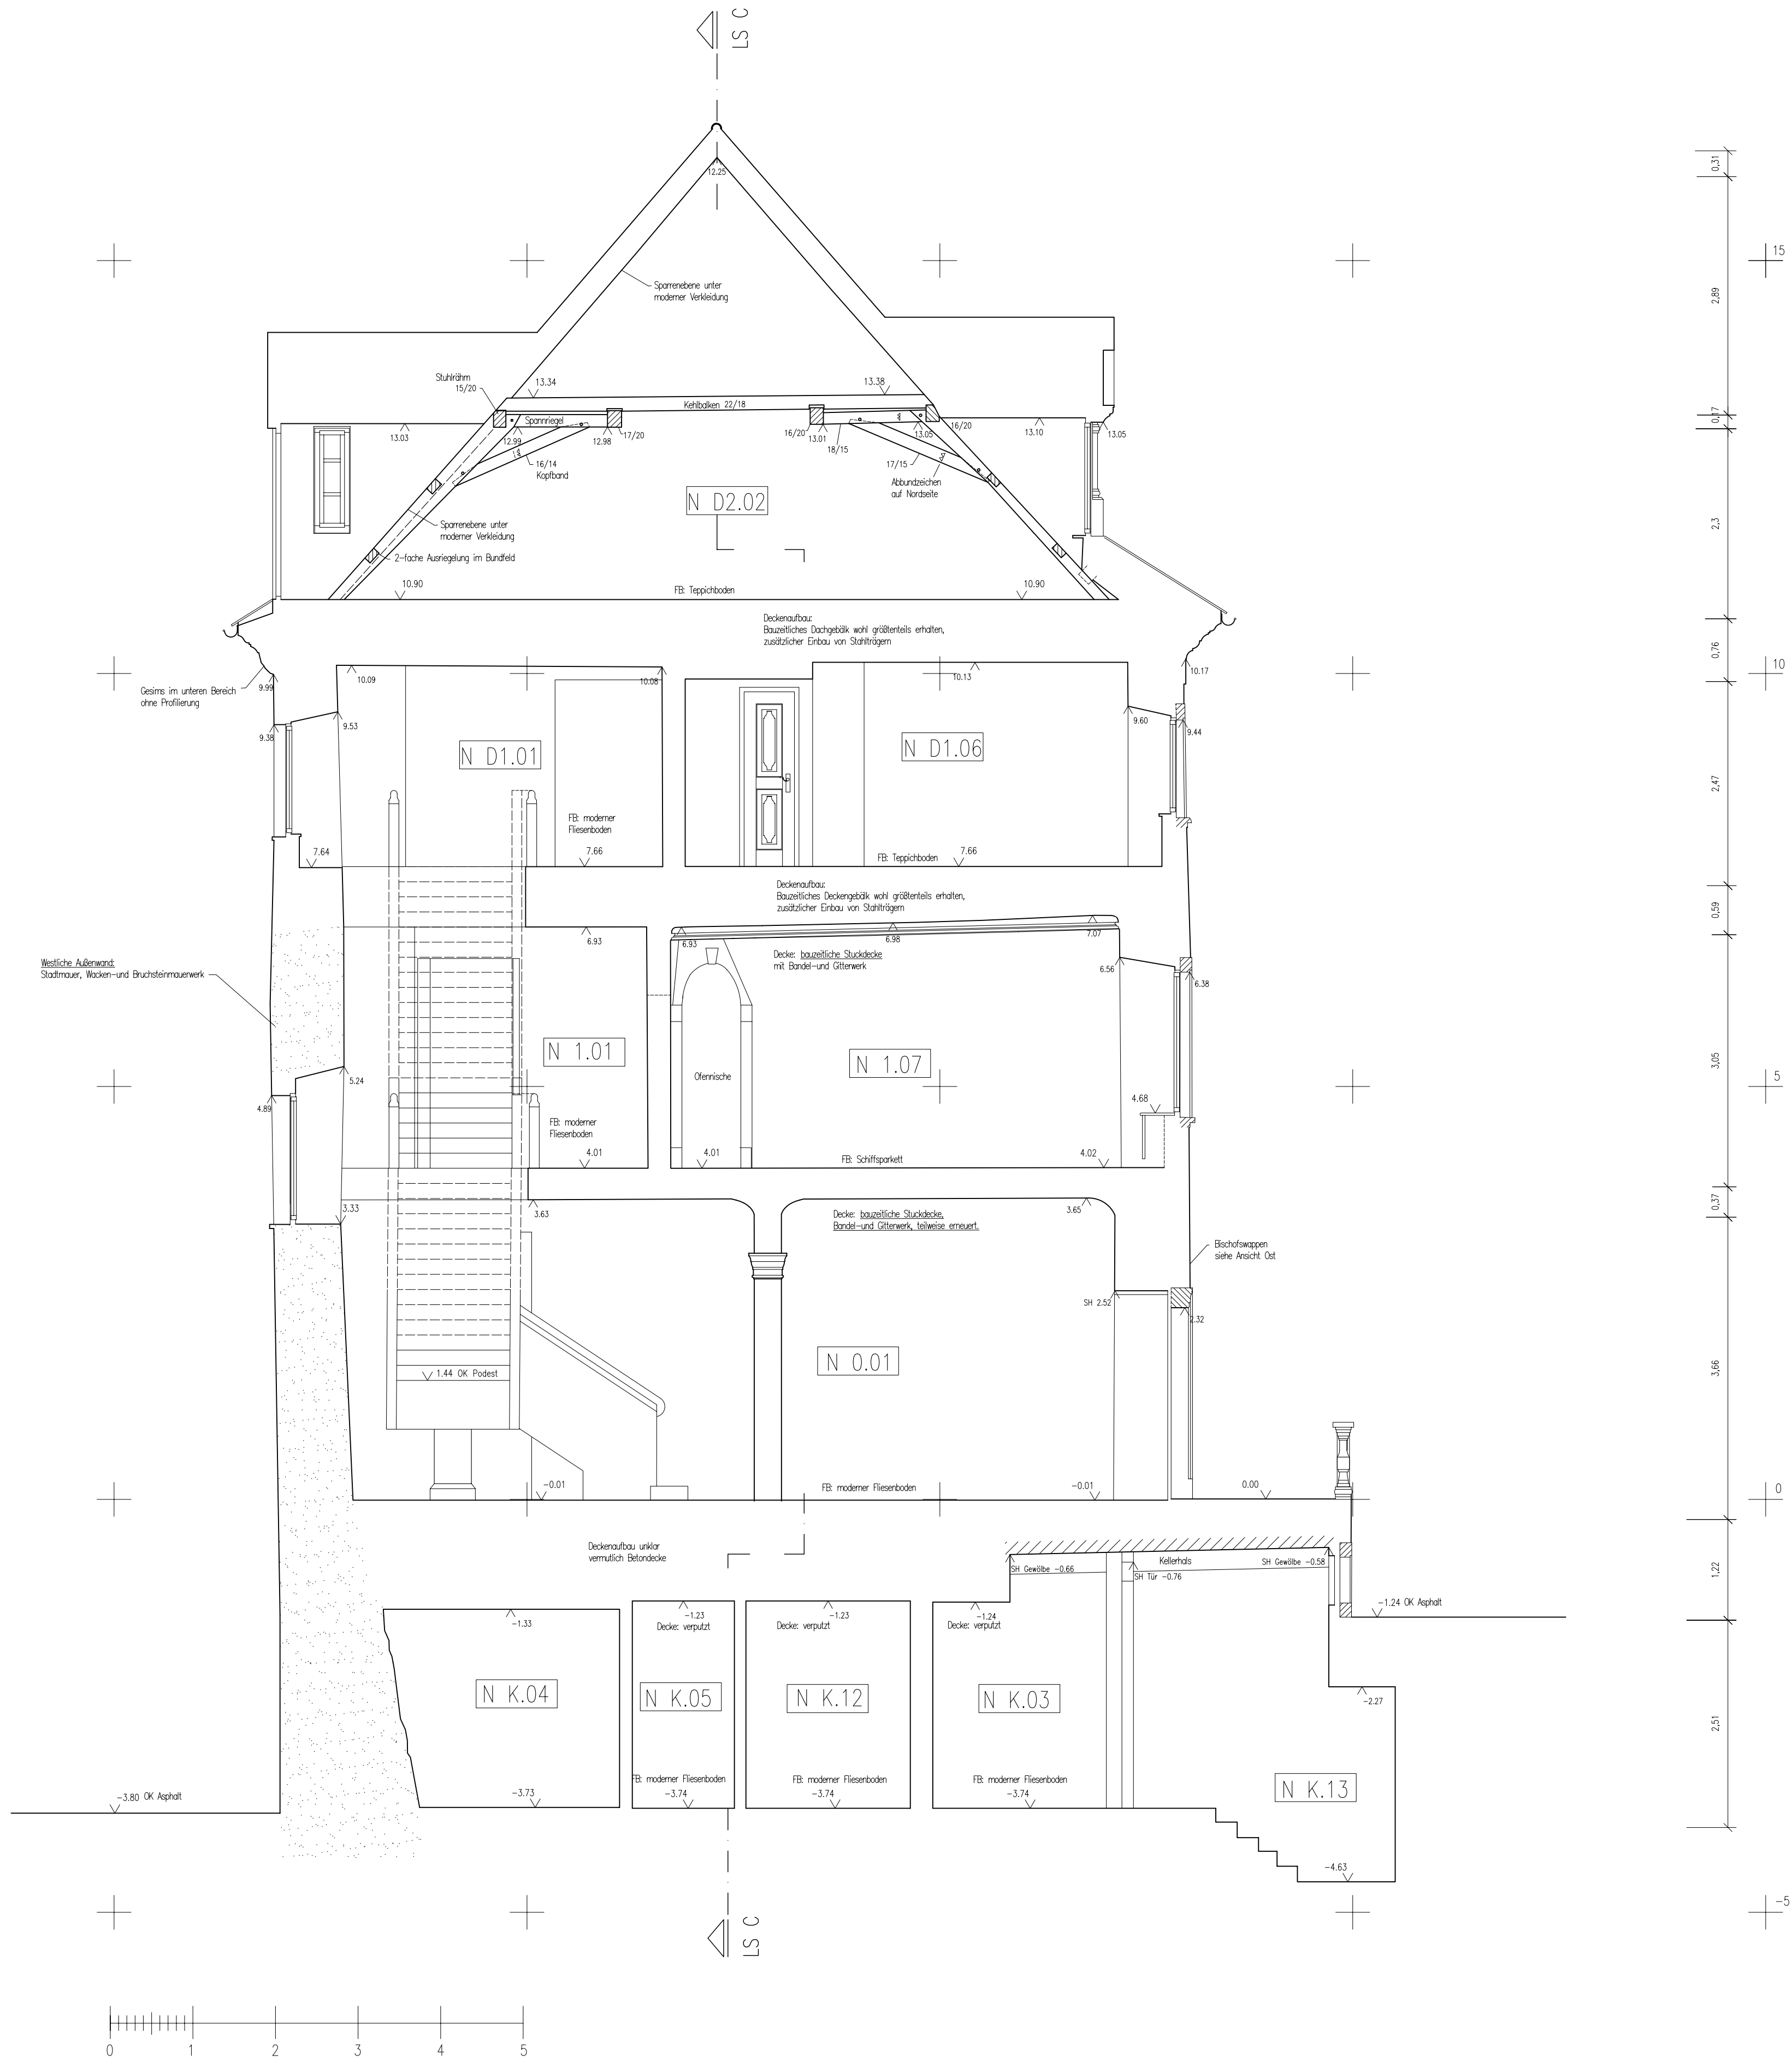 LS C
12.25
0,31
15
Sparrenebene unter
moderner Verkleidung
2,89
Stuhlrähm
15/20
13.34
13.38
Kehlbalken 22/18
0,17
13.03
Spannriegel
12.99
12.98
17/20
16/20
13.01
18/15
13.05
16/20
13.10
13.05
16/14
Kopfband
17/15
Abbundzeichen
auf Nordseite
N D2.02
2,3
Sparrenebene unter
moderner Verkleidung
2-fache Ausriegelung im Bundfeld
10.90
FB: Teppichboden
10.90
Deckenaufbau:
Bauzeitliches Dachgebälk wohl größtenteils erhalten,
zusätzlicher Einbau von Stahlträgern
0,76
10
Gesims im unteren Bereich
ohne Profilierung
9.99
10.09
10.08
10.13
10.17
9.38
9.53
9.60
9.44
N D1.01
N D1.06
2,47
FB: moderner
Fliesenboden
7.64
7.66
FB: Teppichboden
7.66
Deckenaufbau:
Bauzeitliches Deckengebälk wohl größtenteils erhalten,
zusätzlicher Einbau von Stahlträgern
0,59
6.93
6.93
6.98
7.07
Westliche Außenwand:
Stadtmauer, Wacken-und Bruchsteinmauerwerk
Decke: bauzeitliche Stuckdecke
mit Bandel-und Gitterwerk
6.56
6.38
N 1.01
N 1.07
3,05
Ofennische
5
5.24
4.89
4.68
FB: moderner
Fliesenboden
4.01
4.01
FB: Schiffsparkett
4.02
0,37
3.33
3.63
3.65
Decke: bauzeitliche Stuckdecke,
Bandel-und Gitterwerk, teilweise erneuert.
Bischofswappen
siehe Ansicht Ost
SH 2.52
2.32
N 0.01
3,66
1.44 OK Podest
-0.01
FB: moderner Fliesenboden
-0.01
0.00
0
Deckenaufbau unklar
vermutlich Betondecke
SH Gewölbe -0.66
Kellerhals
SH Gewölbe -0.58
SH Tür -0.76
1,22
-1.24 OK Asphalt
-1.33
-1.23
Decke: verputzt
-1.23
Decke: verputzt
-1.24
Decke: verputzt
N K.04
N K.05
N K.12
N K.03
-2.27
2,51
FB: moderner Fliesenboden
FB: moderner Fliesenboden
FB: moderner Fliesenboden
N K.13
-3.80 OK Asphalt
-3.73
-3.74
-3.74
-3.74
-4.63
-5
LS C
0 1 2 3 4 5